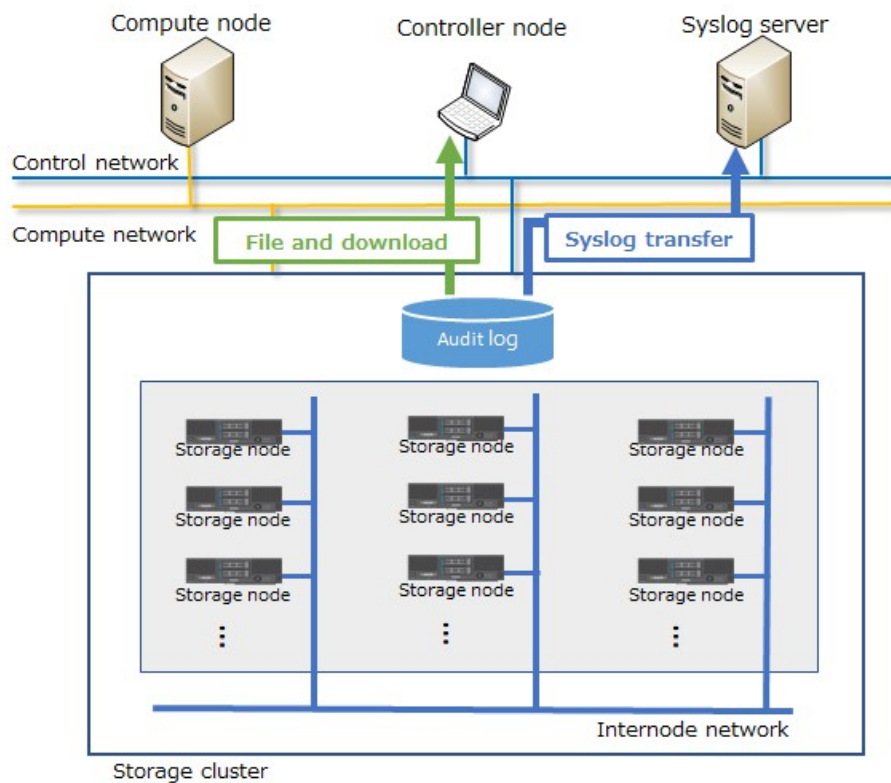 Compute node
Controller node
Syslog server
Control network
Compute network
File and download
Syslog transfer
Audit log
Storage node
Storage node
Storage node
Storage node
Storage node
Storage node
Storage node
Storage node
Storage node
...
...
...
Internode network
Storage cluster